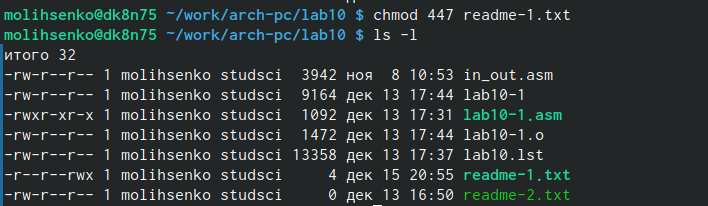 molihsenko@dk8n75 ~/work/arch-pc/lab10 $ chmod 447 readme-1.txt
molihsenko@dk8n75 ~/work/arch-pc/lab10 $ ls -l
итого 32
-rw-r--r-- 1 molihsenko studsci  3942 ноя  8 10:53 in_out.asm
-rw-r--r-- 1 molihsenko studsci  9164 дек 13 17:44 lab10-1
-rwxr-xr-x 1 molihsenko studsci  1092 дек 13 17:31 lab10-1.asm
-rw-r--r-- 1 molihsenko studsci  1472 дек 13 17:44 lab10-1.o
-rw-r--r-- 1 molihsenko studsci 13358 дек 13 17:37 lab10.lst
-r--r--rwx 1 molihsenko studsci     4 дек 15 20:55 readme-1.txt
-rw-r--r-- 1 molihsenko studsci     0 дек 13 16:50 readme-2.txt